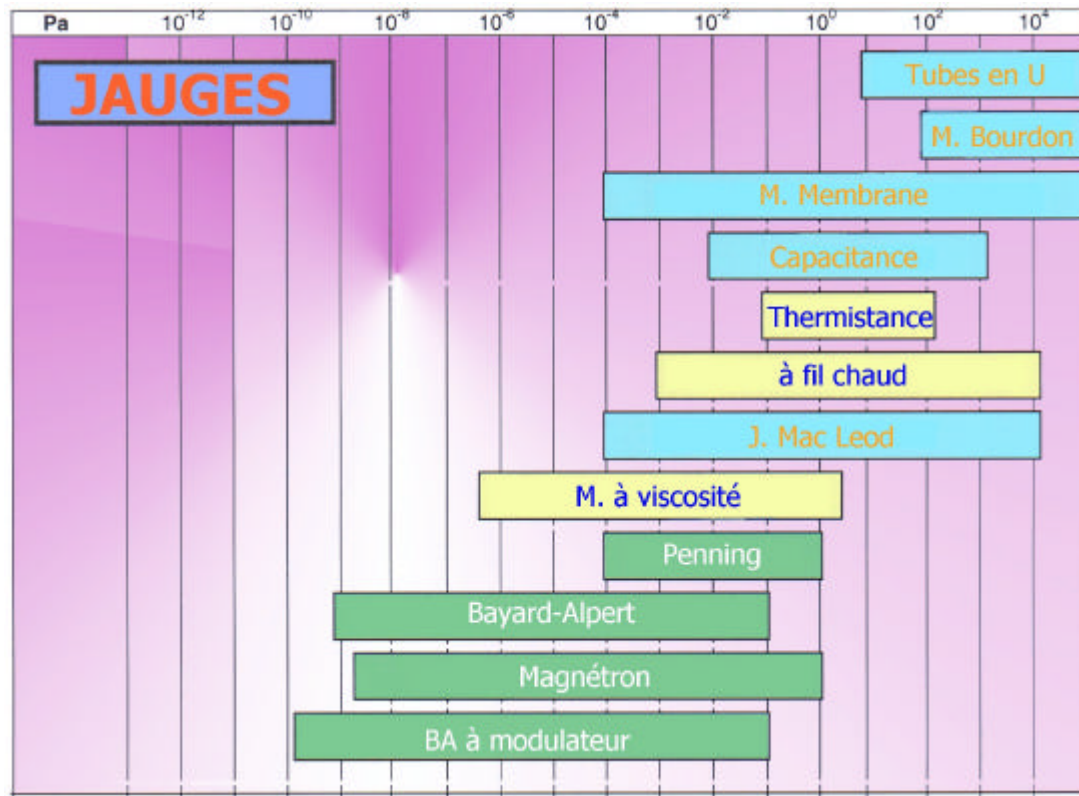 Pa 10⁻¹² 10⁻¹⁰ 10⁻⁸ 10⁻⁶ 10⁻⁴ 10⁻² 10⁰ 10² 10⁴
JAUGES
Tubes en U
M. Bourdon
M. Membrane
Capacitance
Thermistance
à fil chaud
J. Mac Leod
M. à viscosité
Penning
Bayard-Alpert
Magnétron
BA à modulateur